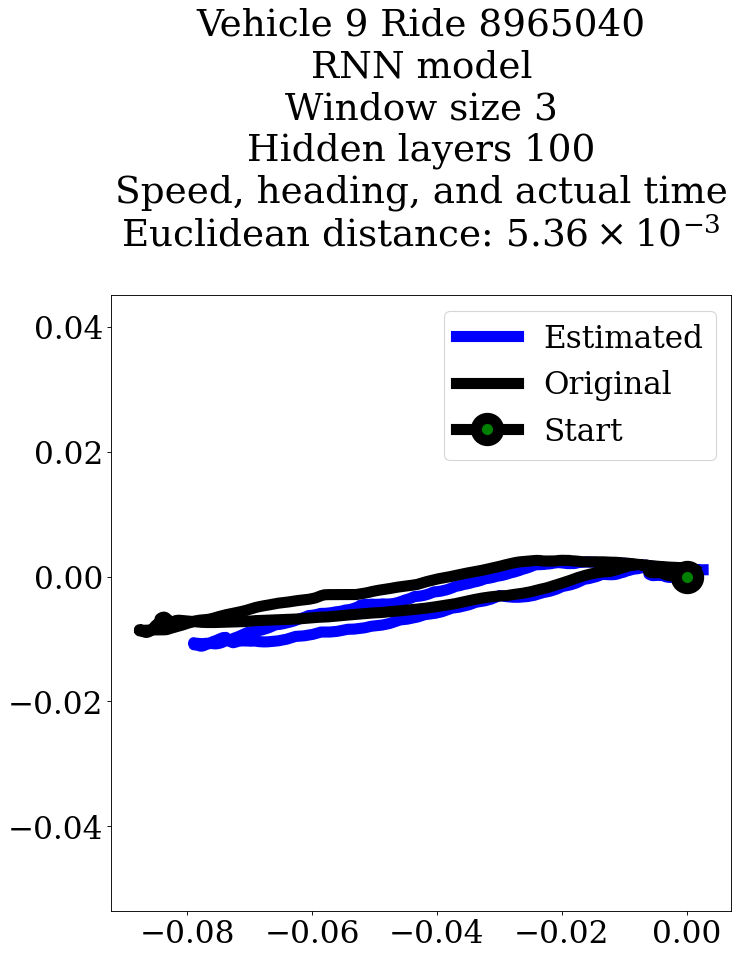 Vehicle 9 Ride 8965040
RNN model
Window size 3
Hidden layers 100
Speed, heading, and actual time
Euclidean distance: 5.36 × 10⁻³
Estimated
Original
Start
0.04
0.02
0.00
−0.02
−0.04
−0.08
−0.06
−0.04
−0.02
0.00